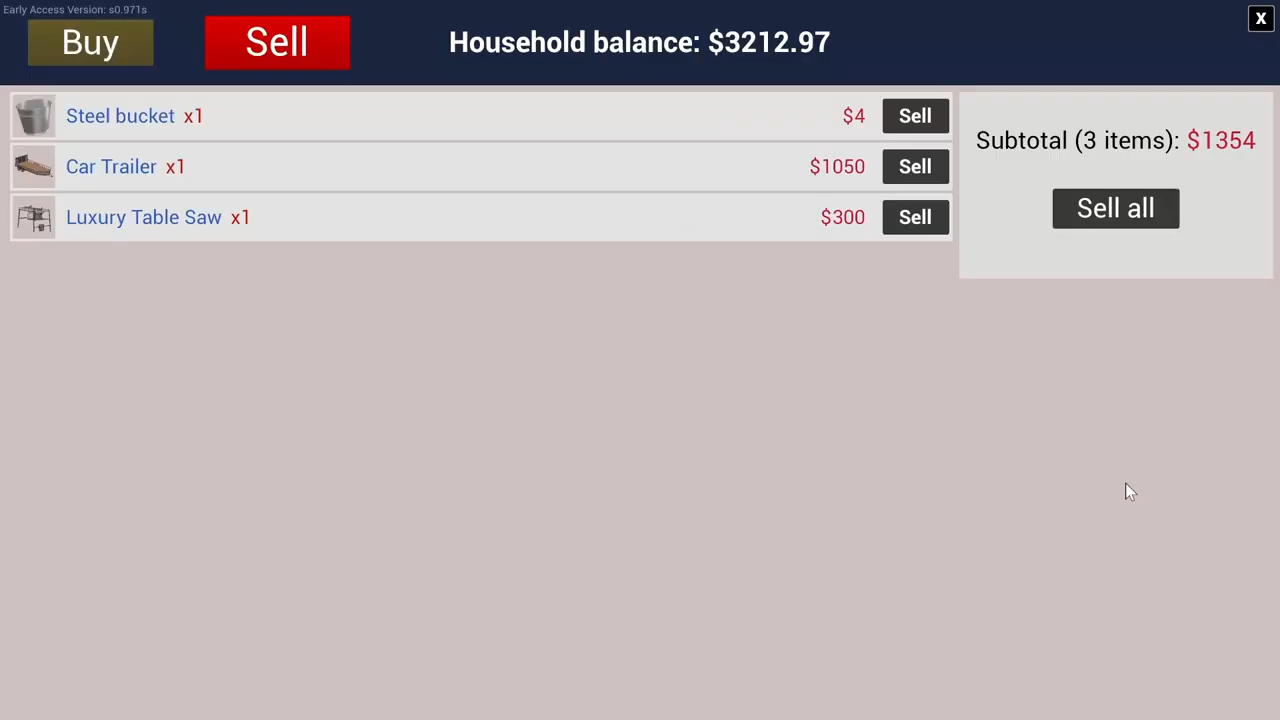 Early Access Version: s0.971s
Buy Sell Household balance: $3212.97 X
Steel bucket x1 $4 Sell
Car Trailer x1 $1050 Sell
Luxury Table Saw x1 $300 Sell
Subtotal (3 items): $1354
Sell all